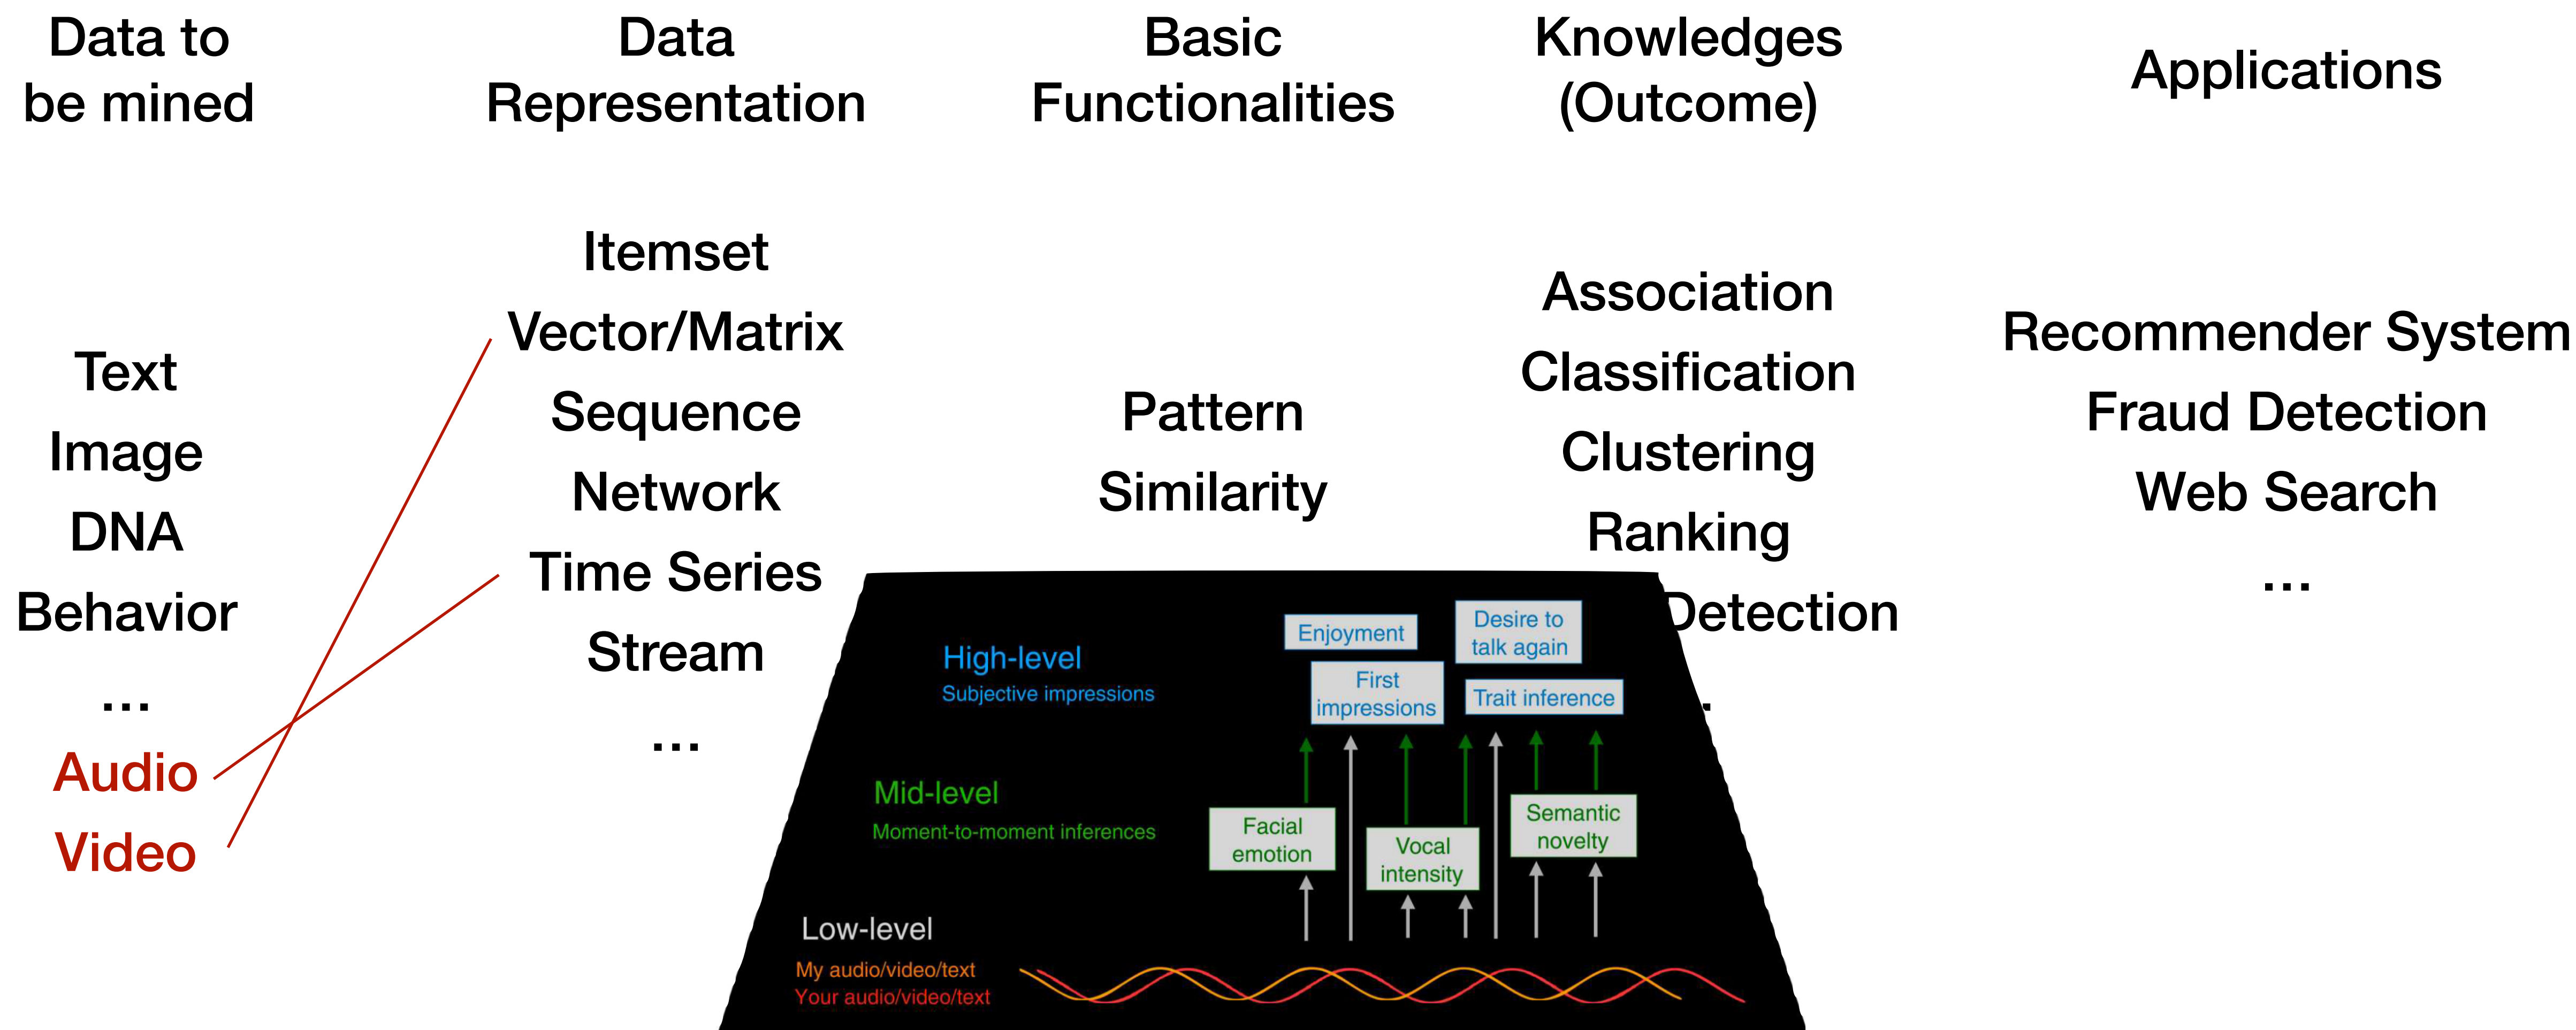 Data to
be mined
Text
Image
DNA
Behavior
...
Audio
Video
Data
Representation
Itemset
Vector/Matrix
Sequence
Network
Time Series
Stream
...
Basic
Functionalities
Pattern
Similarity
Knowledges
(Outcome)
Association
Classification
Clustering
Ranking
Detection
.
Applications
Recommender System
Fraud Detection
Web Search
...
High-level
Subjective impressions
Enjoyment
Desire to
talk again
First
impressions
Trait inference
Mid-level
Moment-to-moment inferences
Facial
emotion
Vocal
intensity
Semantic
novelty
Low-level
My audio/video/text
Your audio/video/text